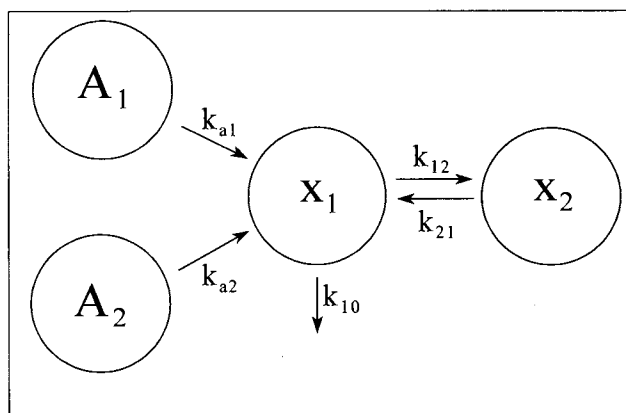 A₁
kₐ₁
x₁
k₁₂
x₂
k₂₁
A₂
kₐ₂
k₁₀